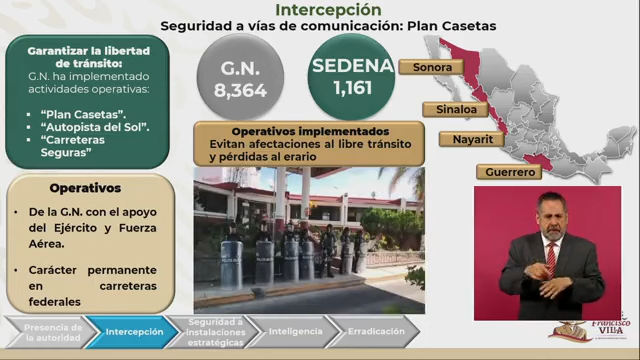 Intercepción
Seguridad a vías de comunicación: Plan Casetas
Garantizar la libertad
de tránsito:
G.N. ha implementado
actividades operativas:
▪ “Plan Casetas”.
▪ “Autopista del Sol”.
▪ “Carreteras
Seguras”
Operativos
• De la G.N. con el apoyo
del Ejército y Fuerza
Aérea.
• Carácter permanente
en carreteras
federales
G.N.
8,364
SEDENA
1,161
Operativos implementados
Evitan afectaciones al libre tránsito
y pérdidas al erario
Sonora
Sinaloa
Nayarit
Guerrero
Presencia de
la autoridad
Intercepción
Seguridad a
instalaciones
estratégicas
Inteligencia
Erradicación
Francisco
VILLA